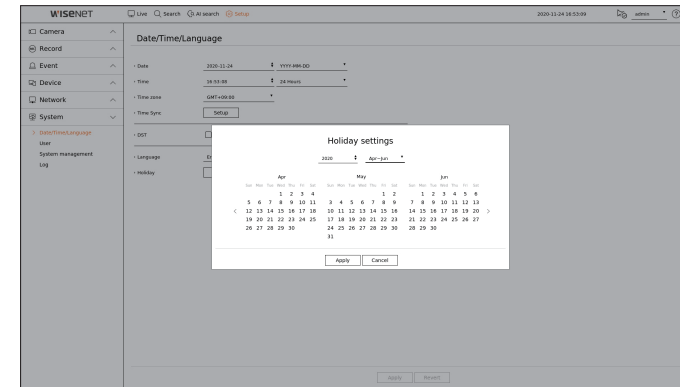 WISENET Live Search AI search Setup 2020-11-24 16:53:09 admin ?
Camera
Record
Event
Device
Network
System
Date/Time/Language
User
System management
Log
Date/Time/Language
Date 2020-11-24 YYYY-MM-DD
Time 16:53:08 24 Hours
Time zone GMT+09:00
Time Sync Setup
DST
Language En
Holiday
Holiday settings
2020 Apr~Jun
Apr May Jun
Sun Mon Tue Wed Thu Fri Sat Sun Mon Tue Wed Thu Fri Sat Sun Mon Tue Wed Thu Fri Sat
1 2 3 4 1 2 1 2 3 4 5 6
5 6 7 8 9 10 11 3 4 5 6 7 8 9 7 8 9 10 11 12 13
< 12 13 14 15 16 17 18 10 11 12 13 14 15 16 14 15 16 17 18 19 20 >
19 20 21 22 23 24 25 17 18 19 20 21 22 23 21 22 23 24 25 26 27
26 27 28 29 30 24 25 26 27 28 29 30 28 29 30
31
Apply Cancel
Apply Revert